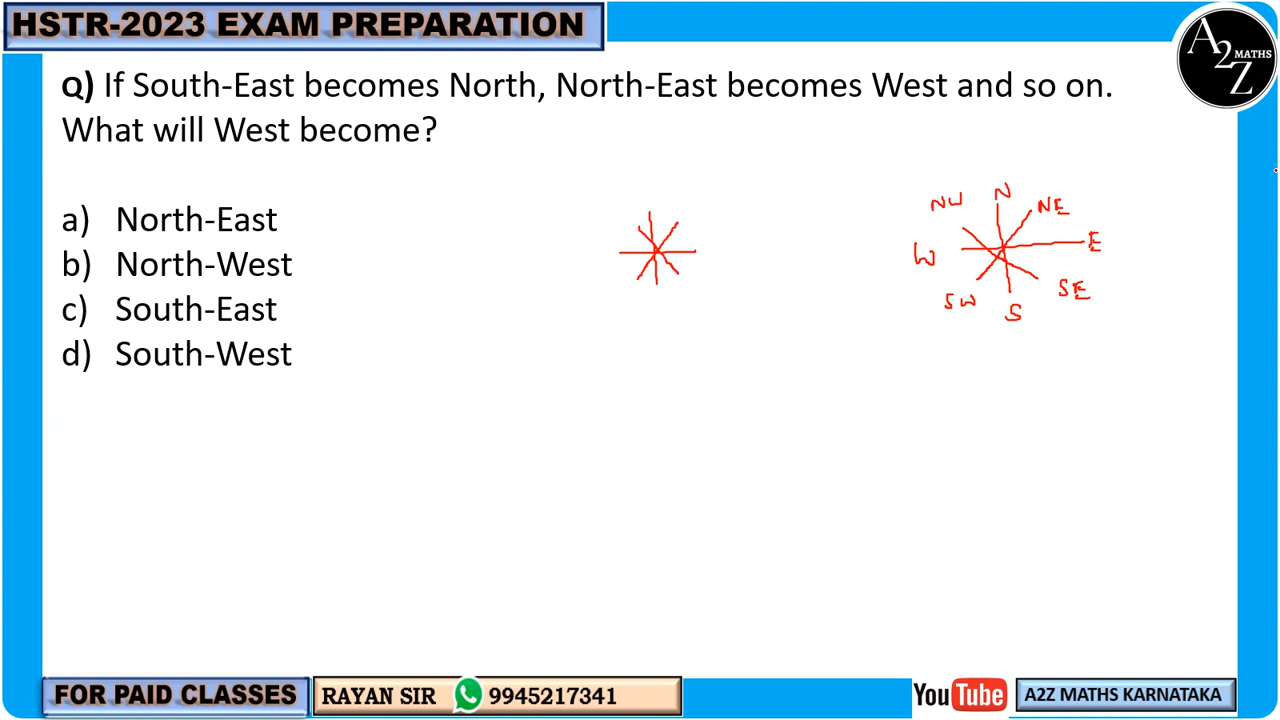 HSTR-2023 EXAM PREPARATION
A2Z MATHS
Q) If South-East becomes North, North-East becomes West and so on.
What will West become?
a) North-East
b) North-West
c) South-East
d) South-West
NW N NE
W E
SW S SE
FOR PAID CLASSES RAYAN SIR 9945217341 YouTube A2Z MATHS KARNATAKA